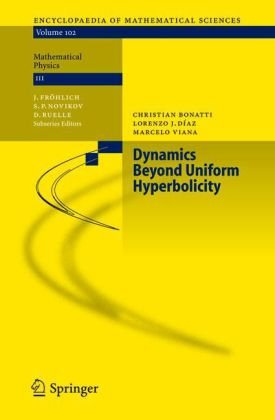 ENCYCLOPAEDIA OF MATHEMATICAL SCIENCES
Volume 102
Mathematical
Physics
III
J. FRÖHLICH
S. P. NOVIKOV
D. RUELLE
Subseries Editors
CHRISTIAN BONATTI
LORENZO J. DÍAZ
MARCELO VIANA
Dynamics
Beyond Uniform
Hyperbolicity
Springer